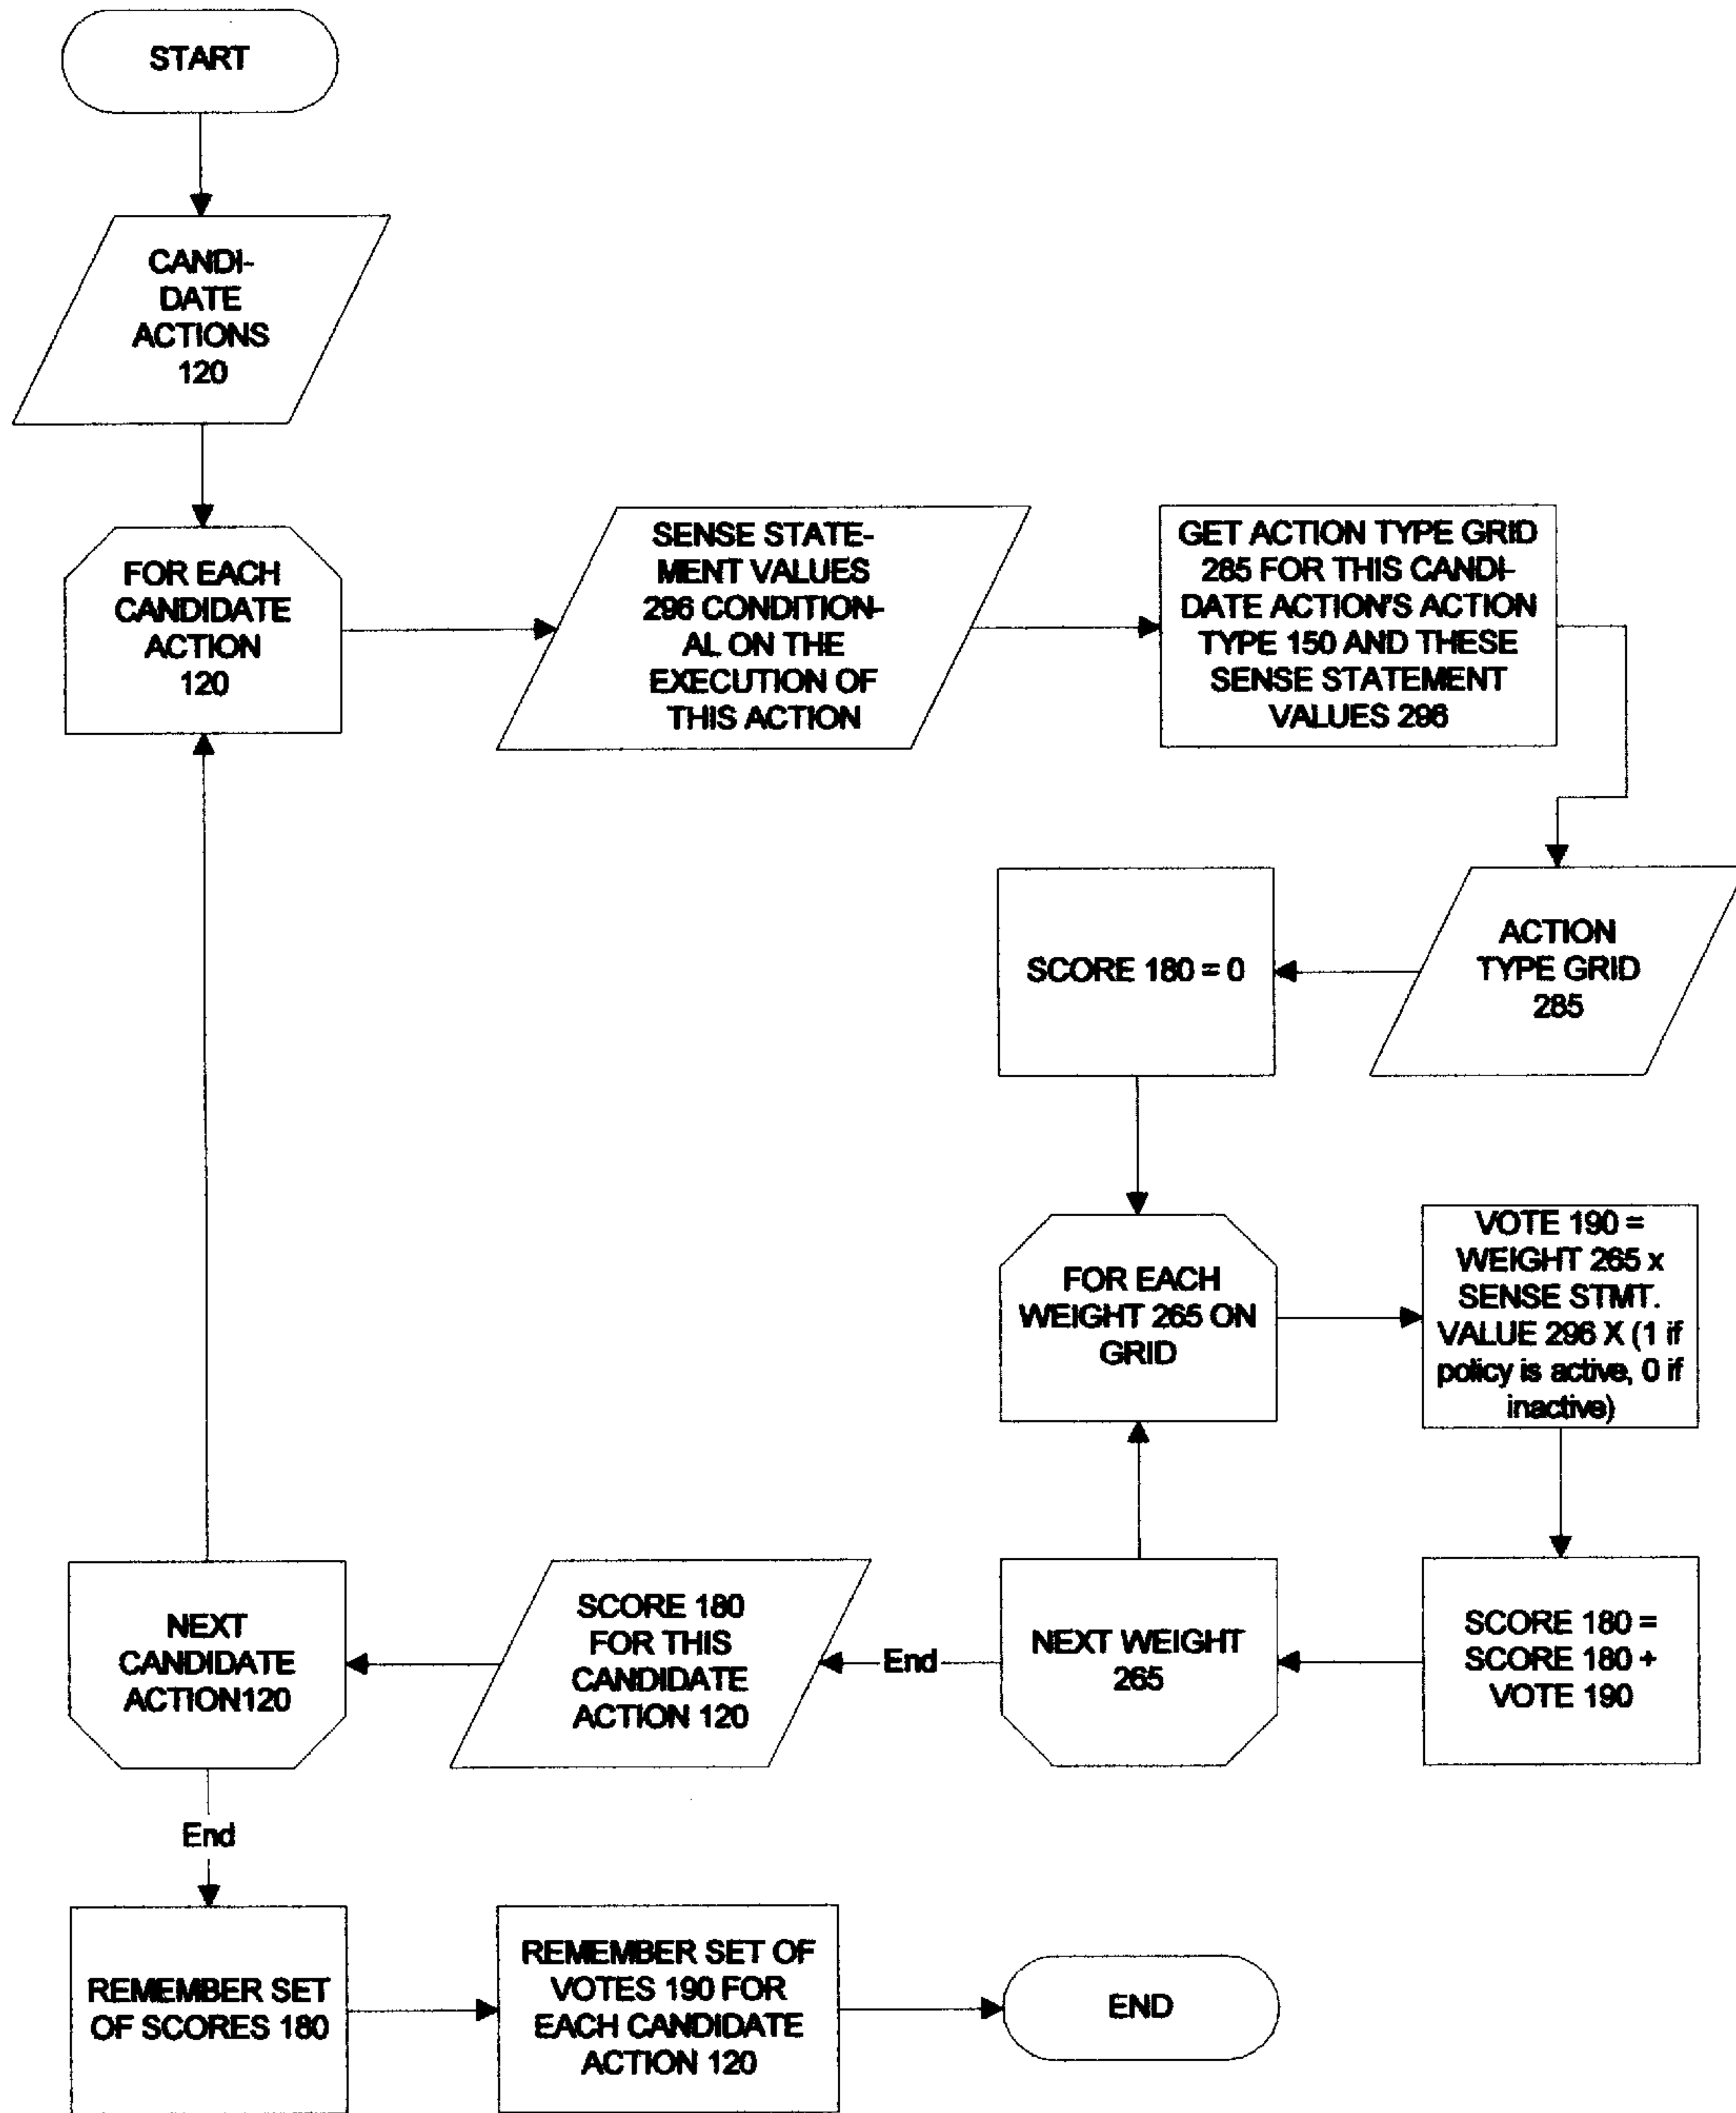 START
CANDI-
DATE
ACTIONS
120
FOR EACH
CANDIDATE
ACTION
120
SENSE STATE-
MENT VALUES
296 CONDITION-
AL ON THE
EXECUTION OF
THIS ACTION
GET ACTION TYPE GRID
285 FOR THIS CANDI-
DATE ACTION'S ACTION
TYPE 150 AND THESE
SENSE STATEMENT
VALUES 296
ACTION
TYPE GRID
285
SCORE 180 = 0
FOR EACH
WEIGHT 265 ON
GRID
VOTE 190 =
WEIGHT 265 x
SENSE STMT.
VALUE 296 X (1 if
policy is active, 0 if
inactive)
SCORE 180 =
SCORE 180 +
VOTE 190
NEXT WEIGHT
265
End
SCORE 180
FOR THIS
CANDIDATE
ACTION 120
NEXT
CANDIDATE
ACTION120
End
REMEMBER SET
OF SCORES 180
REMEMBER SET OF
VOTES 190 FOR
EACH CANDIDATE
ACTION 120
END